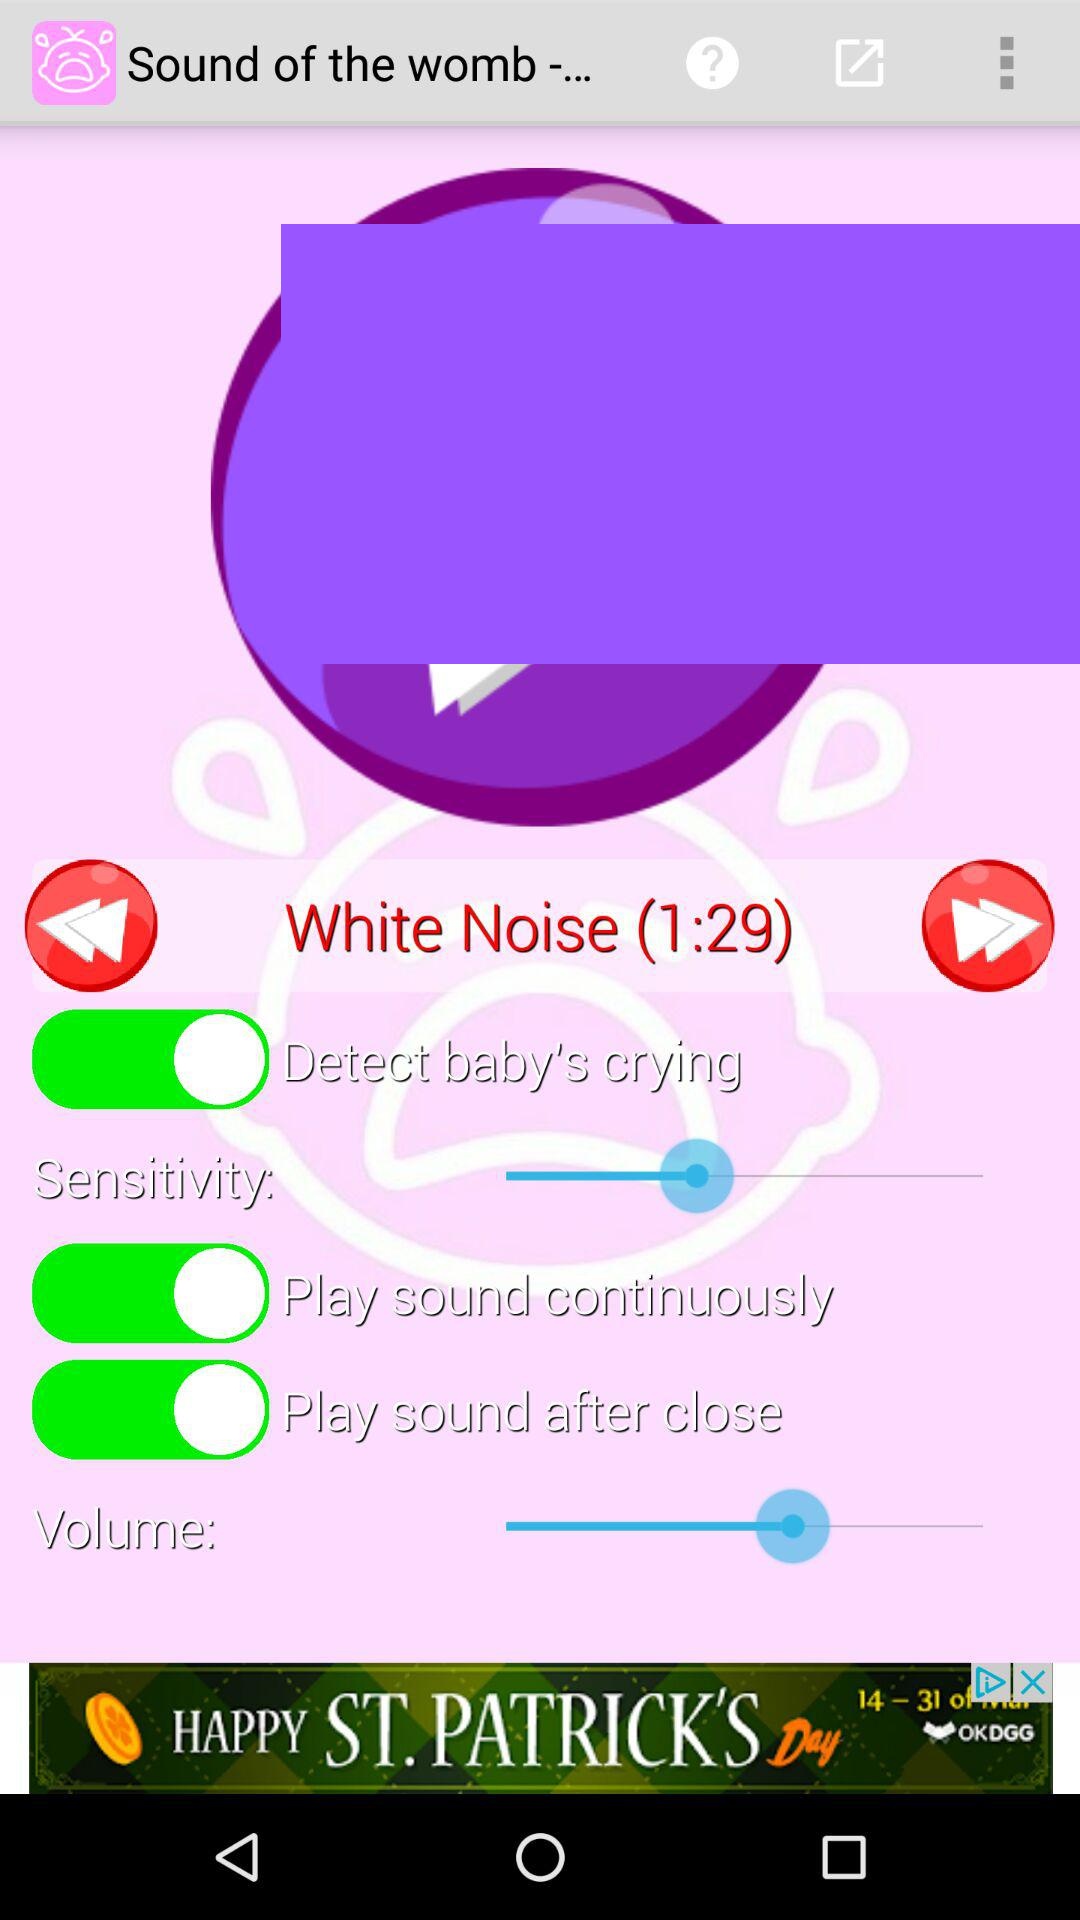 Sound of the womb -...
White Noise (1:29)
Detect baby's crying
Sensitivity:
Play sound continuously
Play sound after close
Volume:
HAPPY ST. PATRICK'S Day
14 – 31 of
OKDGG